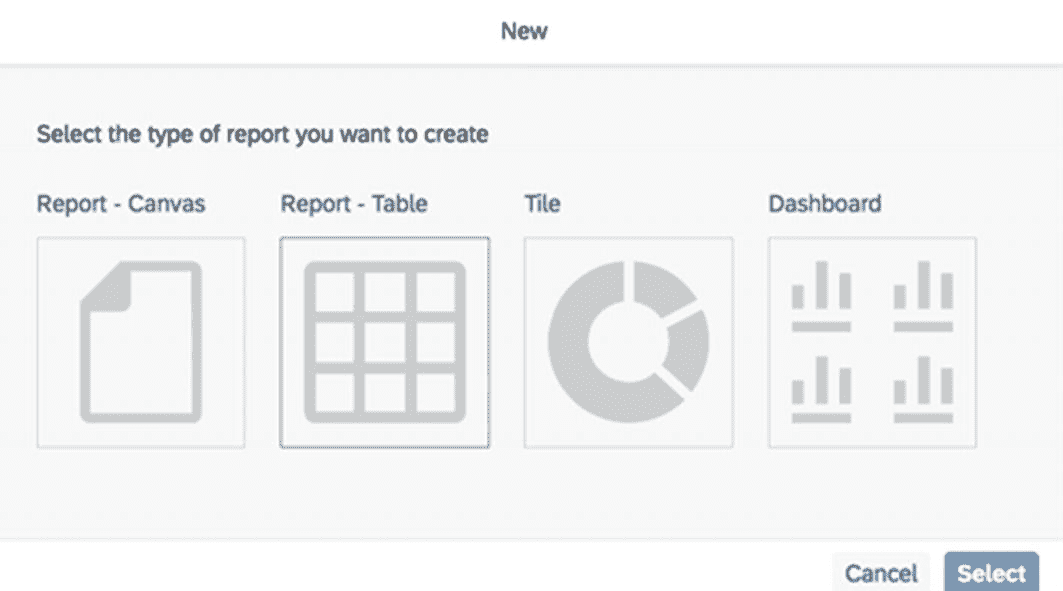 New
Select the type of report you want to create
Report - Canvas Report - Table Tile Dashboard
Cancel Select